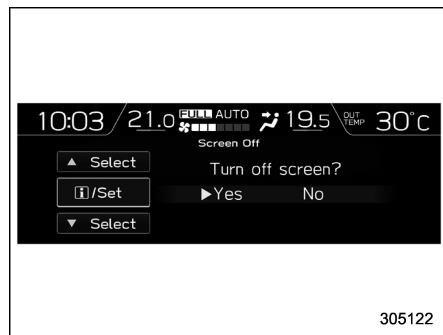 10:03 21.0 FULL AUTO 19.5 OUT TEMP 30°C
Screen Off
▲ Select
Turn off screen?
i/Set
▶Yes No
▼ Select
305122